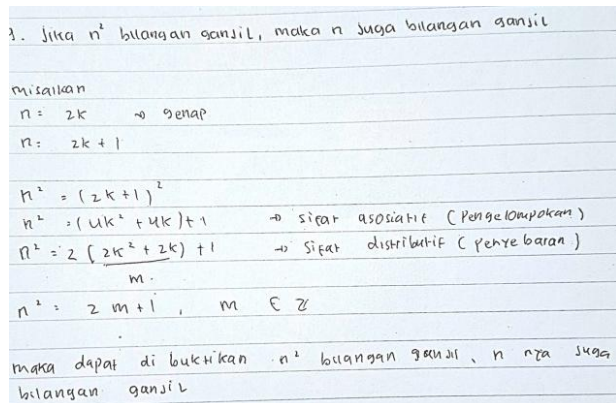 1. Jika n² bilangan ganjil, maka n juga bilangan ganjil
misalkan
n = 2k → genap
n = 2k + 1
n² = (2k+1)²
n² = (4k² + 4k) + 1 → sifat asosiatif (Pengelompokan)
n² = 2 (2k² + 2k) + 1 → sifat distributif (penyebaran)
m.
n² = 2 m + 1 , m ∈ Z
maka dapat di buktikan n² bilangan ganjil, n nya juga
bilangan ganjil